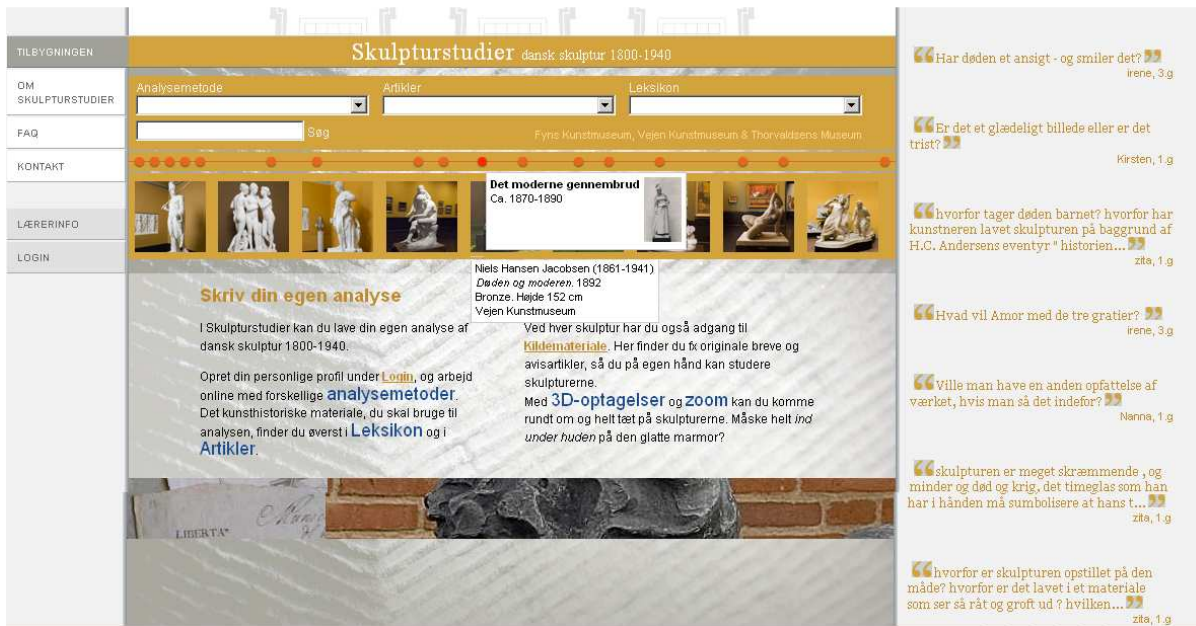 TILBYGNINGEN
OM
SKULPTURSTUDIER
FAQ
KONTAKT
LÆRERINFO
LOGIN
Skulpturstudier dansk skulptur 1800-1940
Analysemetode Artikler Leksikon
Søg Fyns Kunstmuseum, Vejen Kunstmuseum & Thorvaldsens Museum
Det moderne gennembrud
Ca. 1870-1890
Niels Hansen Jacobsen (1861-1941)
Døden og moderen. 1892
Bronze. Højde 152 cm
Vejen Kunstmuseum
Skriv din egen analyse
I Skulpturstudier kan du lave din egen analyse af
dansk skulptur 1800-1940.
Opret din personlige profil under Login, og arbejd
online med forskellige analysemetoder.
Det kunsthistoriske materiale, du skal bruge til
analysen, finder du øverst i Leksikon og i
Artikler.
Ved hver skulptur har du også adgang til
Kildemateriale. Her finder du fx originale breve og
avisartikler, så du på egen hånd kan studere
skulpturerne.
Med 3D-optagelser og zoom kan du komme
rundt om og helt tæt på skulpturerne. Måske helt ind
under huden på den glatte marmor?
LIBERTA
Har døden et ansigt - og smiler det?
irene, 3.g
Er det et glædeligt billede eller er det
trist?
Kirsten, 1.g
hvorfor tager døden barnet? hvorfor har
kunstneren lavet skulpturen på baggrund af
H.C. Andersens eventyr " historien...
zita, 1.g
Hvad vil Amor med de tre gratier?
irene, 3.g
Ville man have en anden opfattelse af
værket, hvis man så det indefor?
Nanna, 1.g
skulpturen er meget skræmmende , og
minder og død og krig, det timeglas som han
har i hånden må sumbolisere at hans t...
zita, 1.g
hvorfor er skulpturen opstillet på den
måde? hvorfor er det lavet i et materiale
som ser så råt og groft ud ? hvilken...
zita, 1.g